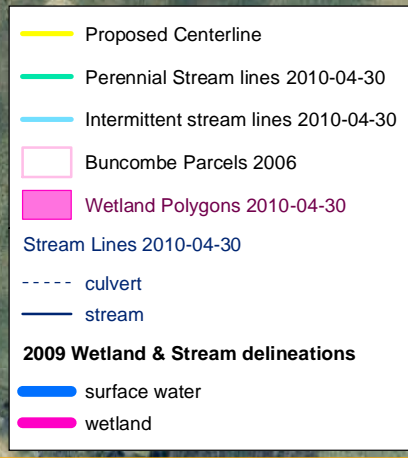 Proposed Centerline
Perennial Stream lines 2010-04-30
Intermittent stream lines 2010-04-30
Buncombe Parcels 2006
Wetland Polygons 2010-04-30
Stream Lines 2010-04-30
culvert
stream
2009 Wetland & Stream delineations
surface water
wetland